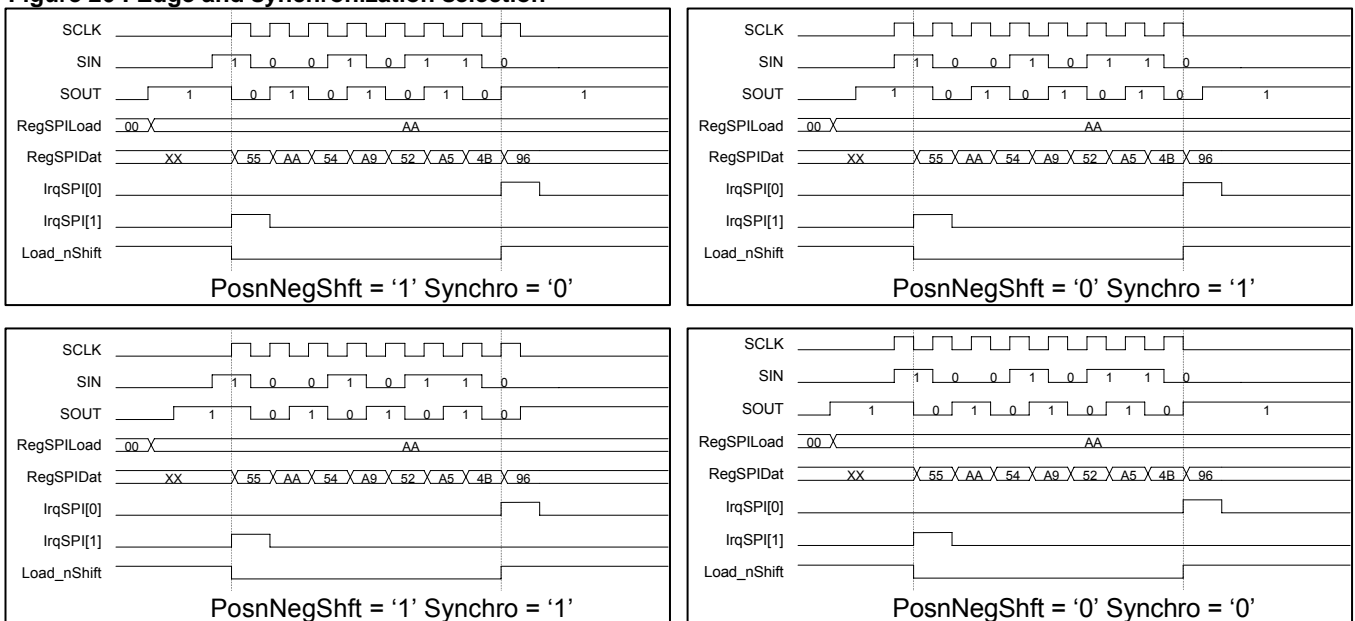 Figure : Edge and synchronization selection
SCLK
SIN 1 0 0 1 0 1 1 0
SOUT 1 0 1 0 1 0 1 0 1
RegSPILoad 00 AA
RegSPIDat XX 55 AA 54 A9 52 A5 4B 96
IrqSPI[0]
IrqSPI[1]
Load_nShift
PosnNegShft = ‘1’ Synchro = ‘0’
SCLK
SIN 1 0 0 1 0 1 1 0
SOUT 1 0 1 0 1 0 1 0 1
RegSPILoad 00 AA
RegSPIDat XX 55 AA 54 A9 52 A5 4B 96
IrqSPI[0]
IrqSPI[1]
Load_nShift
PosnNegShft = ‘0’ Synchro = ‘1’
SCLK
SIN 1 0 0 1 0 1 1 0
SOUT 1 0 1 0 1 0 1 0
RegSPILoad 00 AA
RegSPIDat XX 55 AA 54 A9 52 A5 4B 96
IrqSPI[0]
IrqSPI[1]
Load_nShift
PosnNegShft = ‘1’ Synchro = ‘1’
SCLK
SIN 1 0 0 1 0 1 1 0
SOUT 1 0 1 0 1 0 1 0 1
RegSPILoad 00 AA
RegSPIDat XX 55 AA 54 A9 52 A5 4B 96
IrqSPI[0]
IrqSPI[1]
Load_nShift
PosnNegShft = ‘0’ Synchro = ‘0’